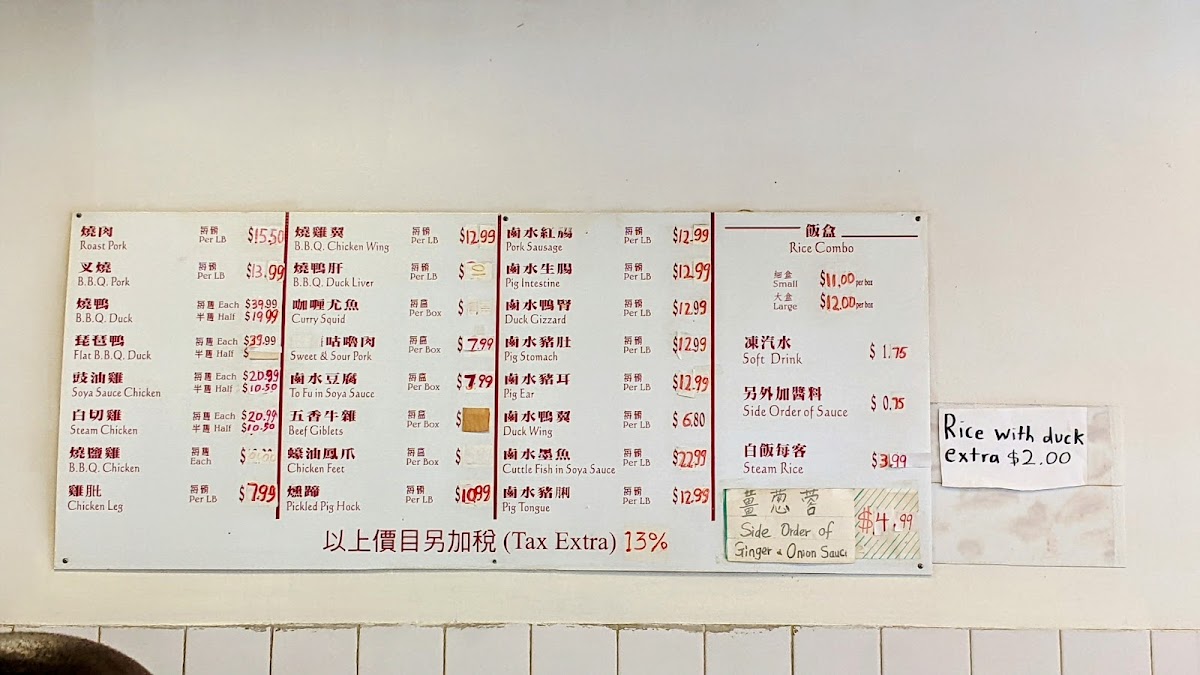 燒肉 每磅 $15.50
Roast Pork Per LB
叉燒 每磅 $13.99
B.B.Q. Pork Per LB
燒鴨 每隻 Each $39.99
B.B.Q. Duck 半隻 Half $19.99
琵琶鴨 每隻 Each $39.99
Flat B.B.Q. Duck 半隻 Half $
豉油雞 每隻 Each $20.99
Soya Sauce Chicken 半隻 Half $10.50
白切雞 每隻 Each $20.99
Steam Chicken 半隻 Half $10.50
燒鹽雞 每隻 $
B.B.Q. Chicken Each
雞肶 每磅 $7.99
Chicken Leg Per LB
燒雞翼 每磅 $12.99
B.B.Q. Chicken Wing Per LB
燒鴨肝 每磅 $
B.B.Q. Duck Liver Per LB
咖喱尤魚 每盒 $
Curry Squid Per Box
咕嚕肉 每盒 $7.99
Sweet & Sour Pork Per Box
鹵水豆腐 每盒 $7.99
To Fu in Soya Sauce Per Box
五香牛雜 每盒 $
Beef Giblets Per Box
蠔油鳳爪 每盒 $
Chicken Feet Per Box
燻蹄 每磅 $10.99
Pickled Pig Hock Per LB
鹵水紅腸 每磅 $12.99
Pork Sausage Per LB
鹵水生腸 每磅 $12.99
Pig Intestine Per LB
鹵水鴨腎 每磅 $12.99
Duck Gizzard Per LB
鹵水豬肚 每磅 $12.99
Pig Stomach Per LB
鹵水豬耳 每磅 $12.99
Pig Ear Per LB
鹵水鴨翼 每磅 $6.80
Duck Wing Per LB
鹵水墨魚 每磅 $22.99
Cuttle Fish in Soya Sauce Per LB
鹵水豬脷 每磅 $12.99
Pig Tongue Per LB
飯盒
Rice Combo
細盒 $11.00 per box
Small
大盒 $12.00 per box
Large
凍汽水 $1.75
Soft Drink
另外加醬料 $0.75
Side Order of Sauce
白飯每客 $3.99
Steam Rice
薑葱蓉 $4.99
Side Order of
Ginger & Onion Sauce
以上價目另加稅 (Tax Extra) 13%
Rice with duck
extra $2.00